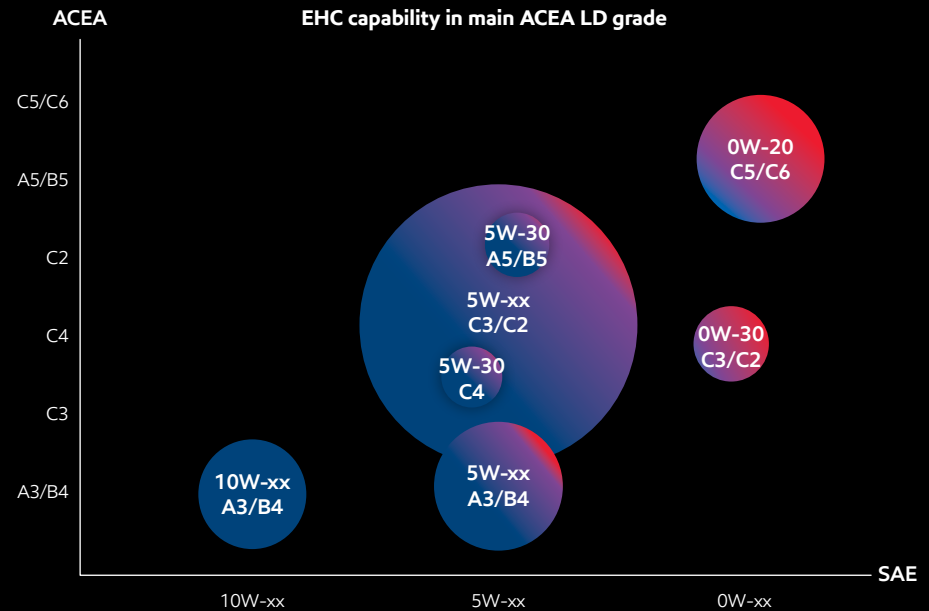 ACEA
EHC capability in main ACEA LD grade
C5/C6
A5/B5
C2
C4
C3
A3/B4
0W-20
C5/C6
5W-30
A5/B5
5W-xx
C3/C2
0W-30
C3/C2
5W-30
C4
10W-xx
A3/B4
5W-xx
A3/B4
SAE
10W-xx
5W-xx
0W-xx